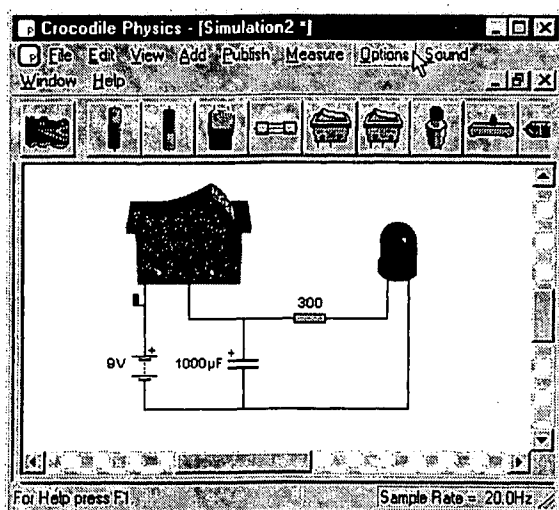 Crocodile Physics - [Simulation2 *]
File Edit View Add Publish Measure Options Sound
Window Help
300
9V
1000µF
For Help press F1.
Sample Rate = 20.0Hz